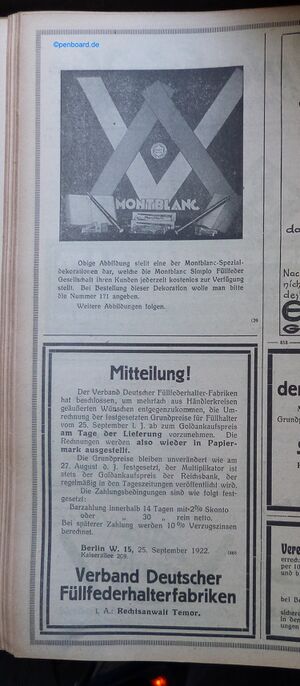 ©penboard.de
MONTBLANC
Obige Abbildung stellt eine der Montblanc-Spezial-
dekorationen dar, welche die Montblanc Simplo Füllfeder
Gesellschaft ihren Kunden jederzeit kostenlos zur Verfügung
stellt. Bei Bestellung dieser Dekoration wolle man bitte
die Nummer 171 angeben.
Weitere Abbildungen folgen.
Mitteilung!
Der Verband Deutscher Füllfederhalter-Fabriken
hat beschlossen, um mehrfach aus Händlerkreisen
geäußerten Wünschen entgegenzukommen, die Um-
rechnung der festgesetzten Grundpreise für Füllhalter
vom 25. September l. J. ab zum Goldankaufspreis
am Tage der Lieferung vorzunehmen. Die
Rechnungen werden also wieder in Papier-
mark ausgestellt.
Die Grundpreise bleiben unverändert wie am
27. August d. J. festgesetzt, der Multiplikator ist
stets der Goldankaufspreis der Reichsbank, der
regelmäßig in den Tageszeitungen veröffentlicht wird.
Die Zahlungsbedingungen sind wie folgt fest-
gesetzt:
Barzahlung innerhalb 14 Tagen mit 2% Skonto
oder „ 30 „ rein netto.
Bei späterer Zahlung werden 10% Verzugszinsen
berechnet.
Berlin W. 15, 25. September 1922.
Kaiserallee 209.
Verband Deutscher
Füllfederhalterfabriken
I. A.: Rechtsanwalt Temor.